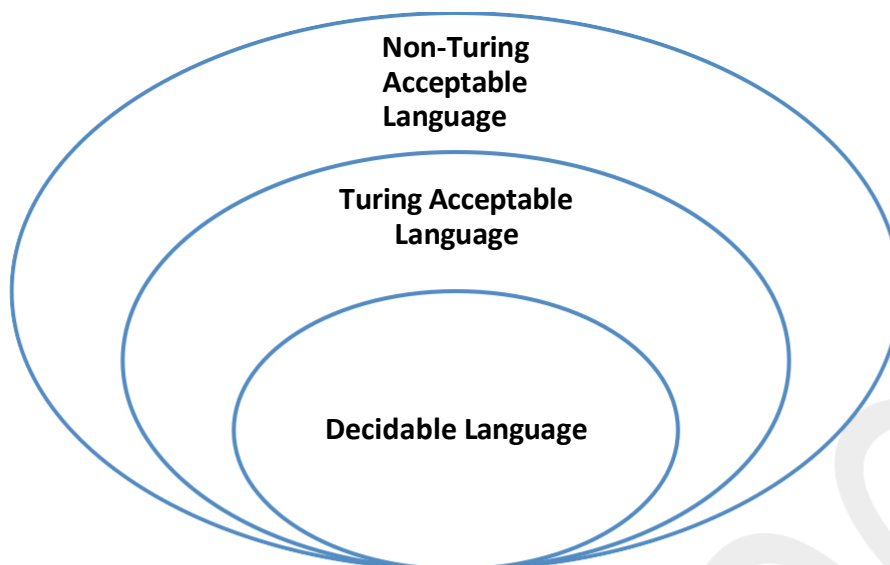 Non-Turing
Acceptable
Language
Turing Acceptable
Language
Decidable Language